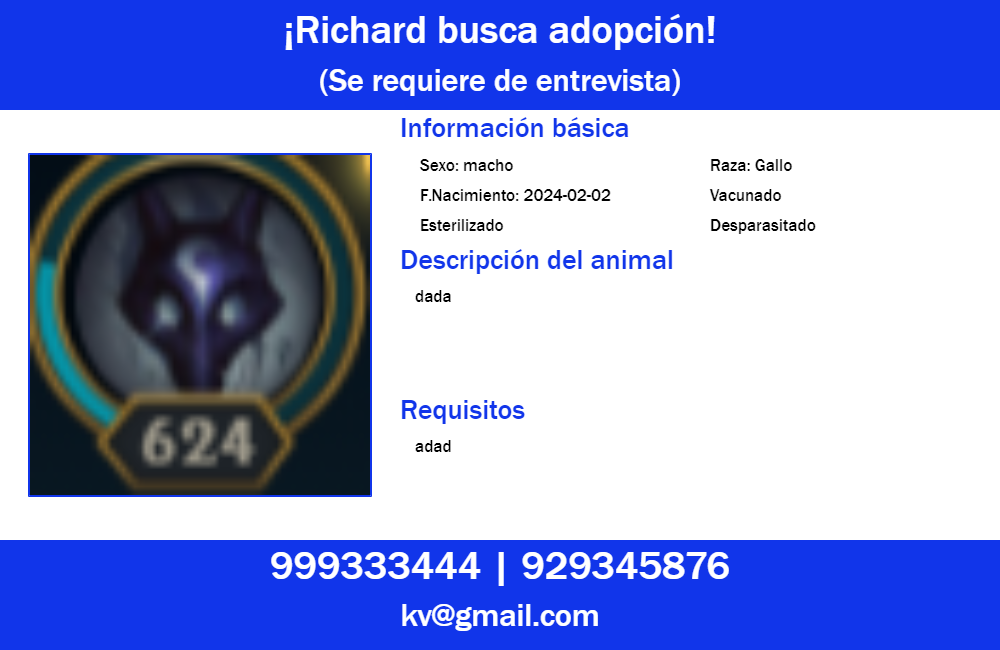 ¡Richard busca adopción!
(Se requiere de entrevista)
Información básica
Sexo: macho
Raza: Gallo
F.Nacimiento: 2024-02-02
Vacunado
Esterilizado
Desparasitado
Descripción del animal
dada
Requisitos
adad
624
999333444 | 929345876
kv@gmail.com